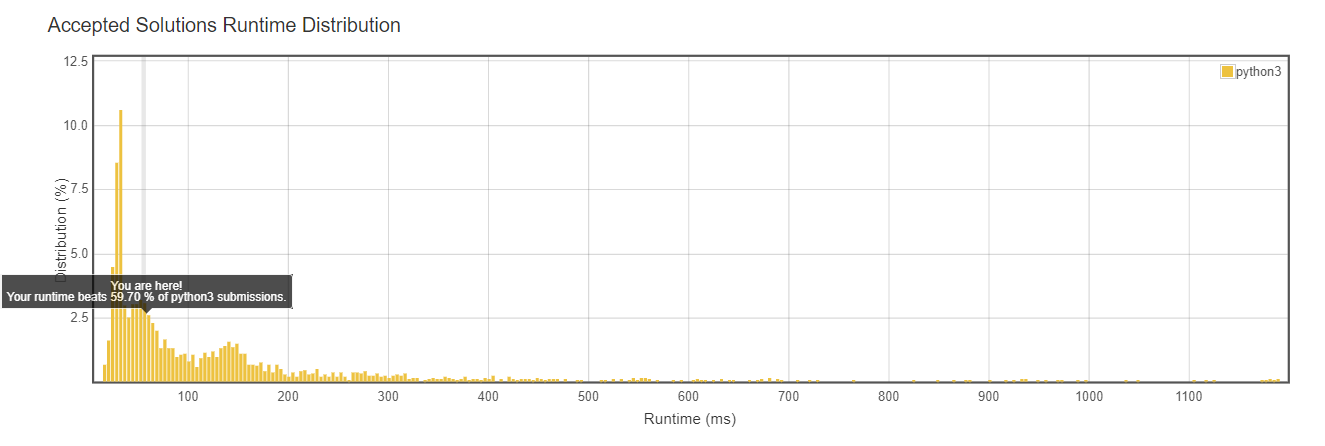 Accepted Solutions Runtime Distribution
12.5
python3
10.0
7.5
Distribution (%)
5.0
You are here!
Your runtime beats 59.70 % of python3 submissions.
2.5
100 200 300 400 500 600 700 800 900 1000 1100
Runtime (ms)